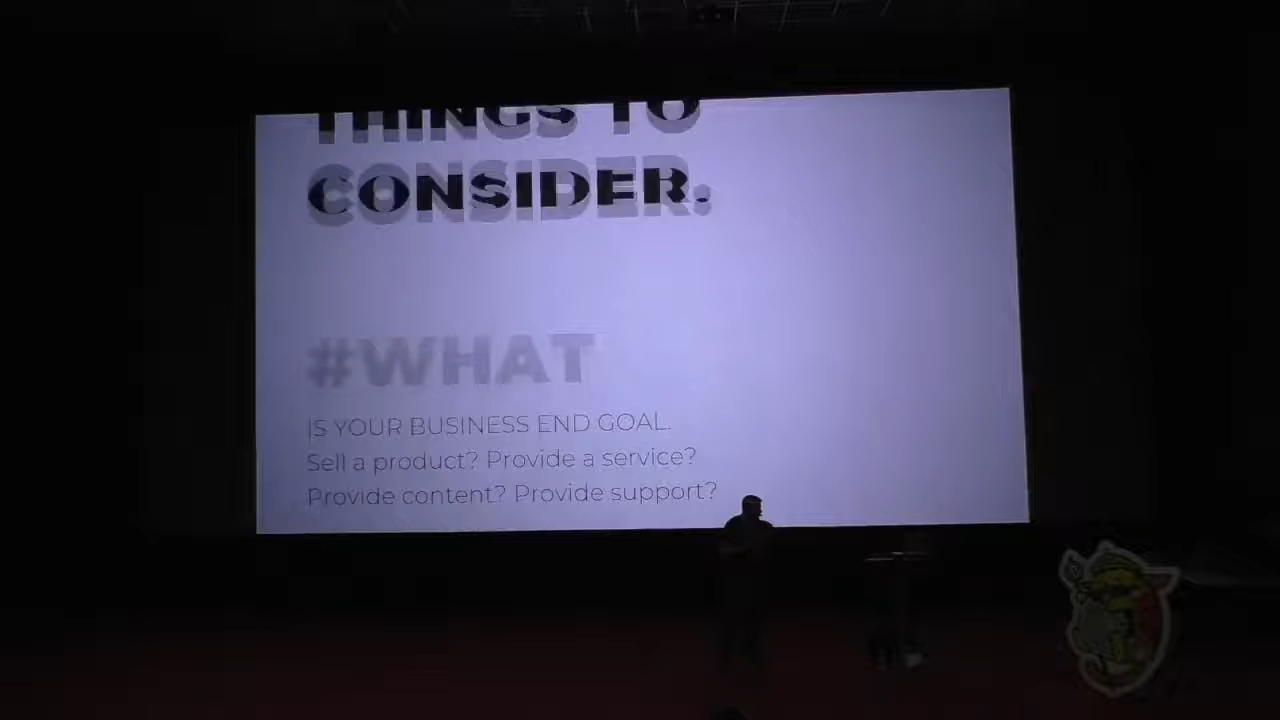 THINGS TO
CONSIDER.
#WHAT
IS YOUR BUSINESS END GOAL.
Sell a product? Provide a service?
Provide content? Provide support?